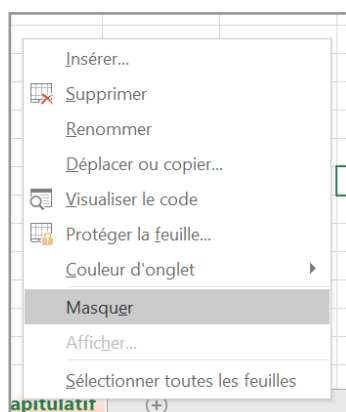 Insérer...
Supprimer
Renommer
Déplacer ou copier...
Visualiser le code
Protéger la feuille...
Couleur d'onglet
Masquer
Afficher...
Sélectionner toutes les feuilles
apitulatif (+)